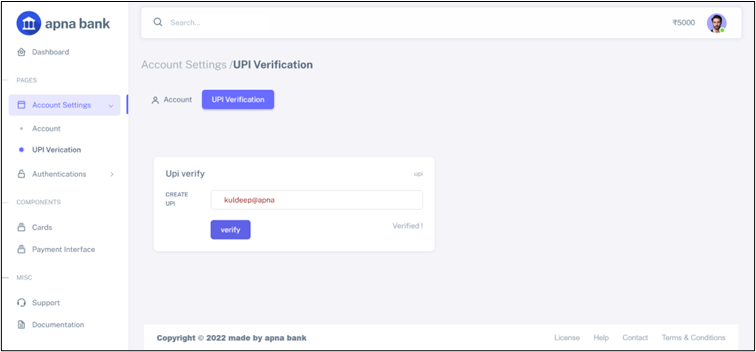 apna bank
Search...
₹5000
Dashboard
Account Settings /UPI Verification
PAGES
Account Settings
Account
UPI Verification
Account
UPI Verication
Upi verify
upi
Authentications
CREATE
UPI
kuldeep@apna
COMPONENTS
verify
Verified !
Cards
Payment Interface
MISC
Support
Documentation
Copyright © 2022 made by apna bank
License
Help
Contact
Terms & Conditions